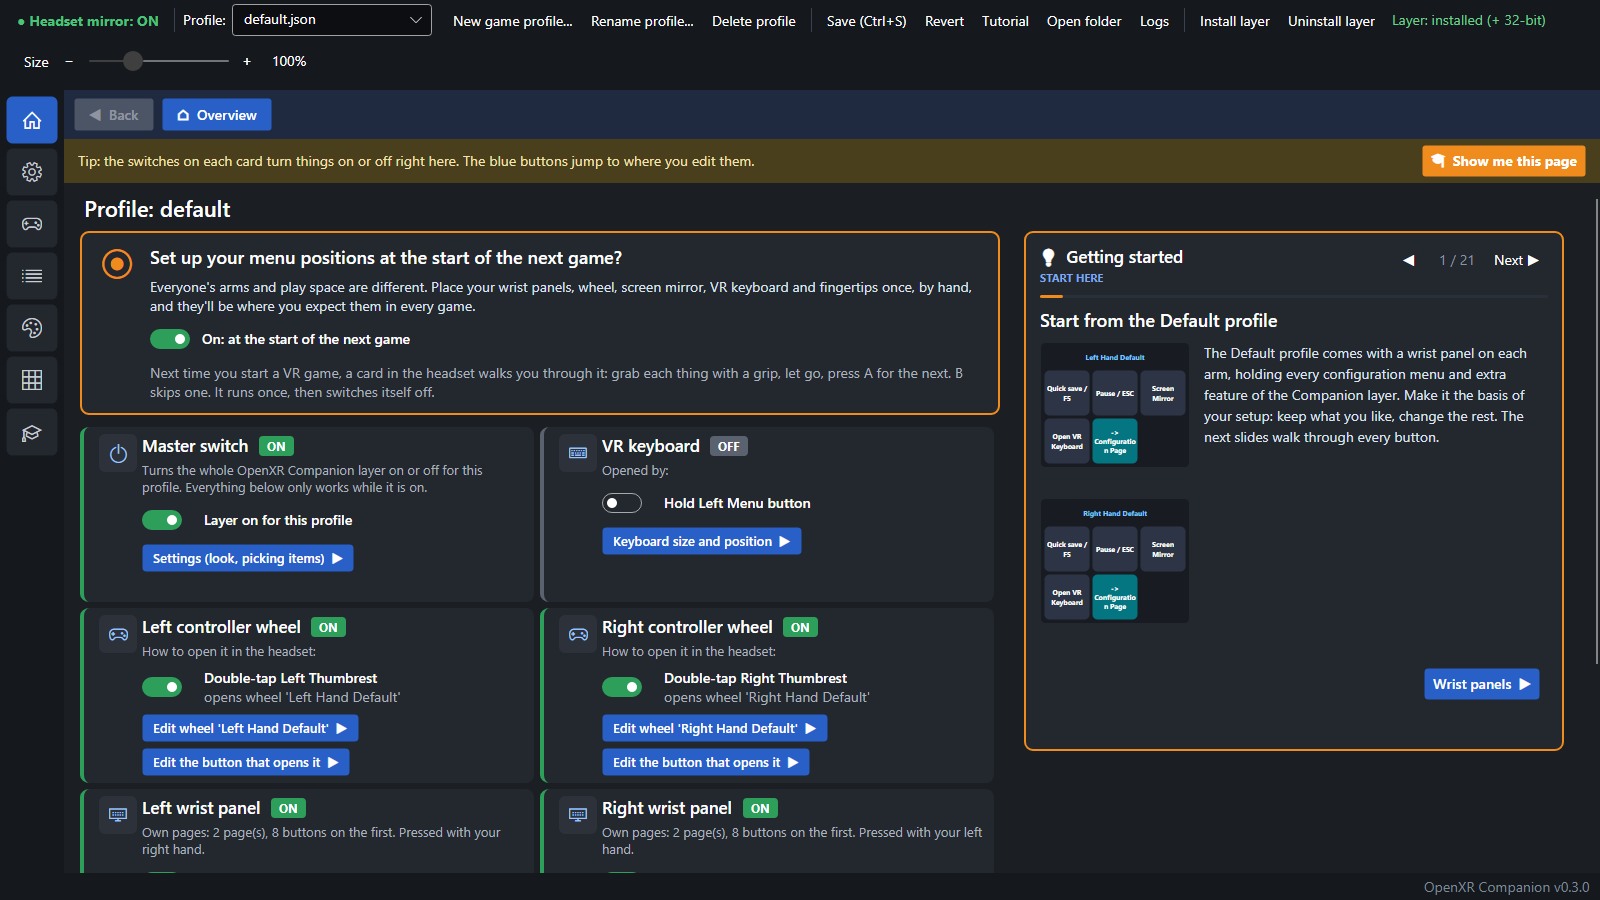 ● Headset mirror: ON
Profile:
default.json
New game profile...
Rename profile...
Delete profile
Save (Ctrl+S)
Revert
Tutorial
Open folder
Logs
Install layer
Uninstall layer
Layer: installed (+ 32-bit)
Size
−
+
100%
◀ Back
Overview
Tip: the switches on each card turn things on or off right here. The blue buttons jump to where you edit them.
Show me this page
Profile: default
Set up your menu positions at the start of the next game?
Everyone's arms and play space are different. Place your wrist panels, wheel, screen mirror, VR keyboard and fingertips once, by hand,
and they'll be where you expect them in every game.
On: at the start of the next game
Next time you start a VR game, a card in the headset walks you through it: grab each thing with a grip, let go, press A for the next. B
skips one. It runs once, then switches itself off.
Master switch
ON
Turns the whole OpenXR Companion layer on or off for this
profile. Everything below only works while it is on.
Layer on for this profile
Settings (look, picking items) ▶
VR keyboard
OFF
Opened by:
Hold Left Menu button
Keyboard size and position ▶
Left controller wheel
ON
How to open it in the headset:
Double-tap Left Thumbrest
opens wheel 'Left Hand Default'
Edit wheel 'Left Hand Default' ▶
Edit the button that opens it ▶
Right controller wheel
ON
How to open it in the headset:
Double-tap Right Thumbrest
opens wheel 'Right Hand Default'
Edit wheel 'Right Hand Default' ▶
Edit the button that opens it ▶
Left wrist panel
ON
Own pages: 2 page(s), 8 buttons on the first. Pressed with your
right hand.
Right wrist panel
ON
Own pages: 2 page(s), 8 buttons on the first. Pressed with your left
hand.
Getting started
START HERE
◀
1 / 21
Next ▶
Start from the Default profile
Left Hand Default
Quick save /
F5
Pause / ESC
Screen
Mirror
Open VR
Keyboard
->
Configuratio
n Page
The Default profile comes with a wrist panel on each
arm, holding every configuration menu and extra
feature of the Companion layer. Make it the basis of
your setup: keep what you like, change the rest. The
next slides walk through every button.
Right Hand Default
Quick save /
F5
Pause / ESC
Screen
Mirror
Open VR
Keyboard
->
Configuratio
n Page
Wrist panels ▶
OpenXR Companion v0.3.0